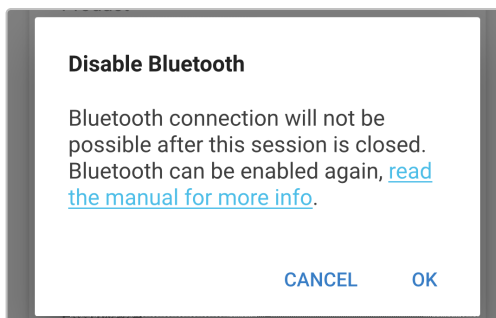 Disable Bluetooth
Bluetooth connection will not be
possible after this session is closed.
Bluetooth can be enabled again, read
the manual for more info.
CANCEL OK